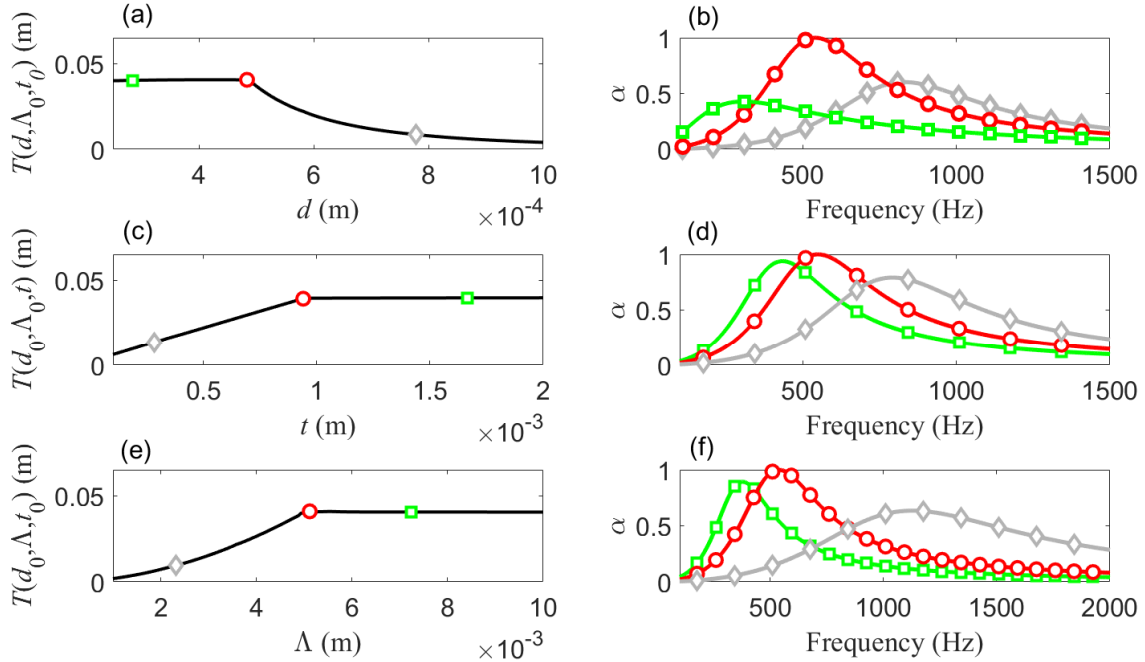 (a)
T(d,Λ₀,t₀) (m)
0.05
0
4 6 8 10
d (m)
×10⁻⁴
(b)
α
1
0.5
0
500 1000 1500
Frequency (Hz)
(c)
T(d₀,Λ₀,t) (m)
0.05
0
0.5 1 1.5 2
t (m)
×10⁻³
(d)
α
1
0.5
0
500 1000 1500
Frequency (Hz)
(e)
T(d₀,Λ,t₀) (m)
0.05
0
2 4 6 8 10
Λ (m)
×10⁻³
(f)
α
1
0.5
0
500 1000 1500 2000
Frequency (Hz)